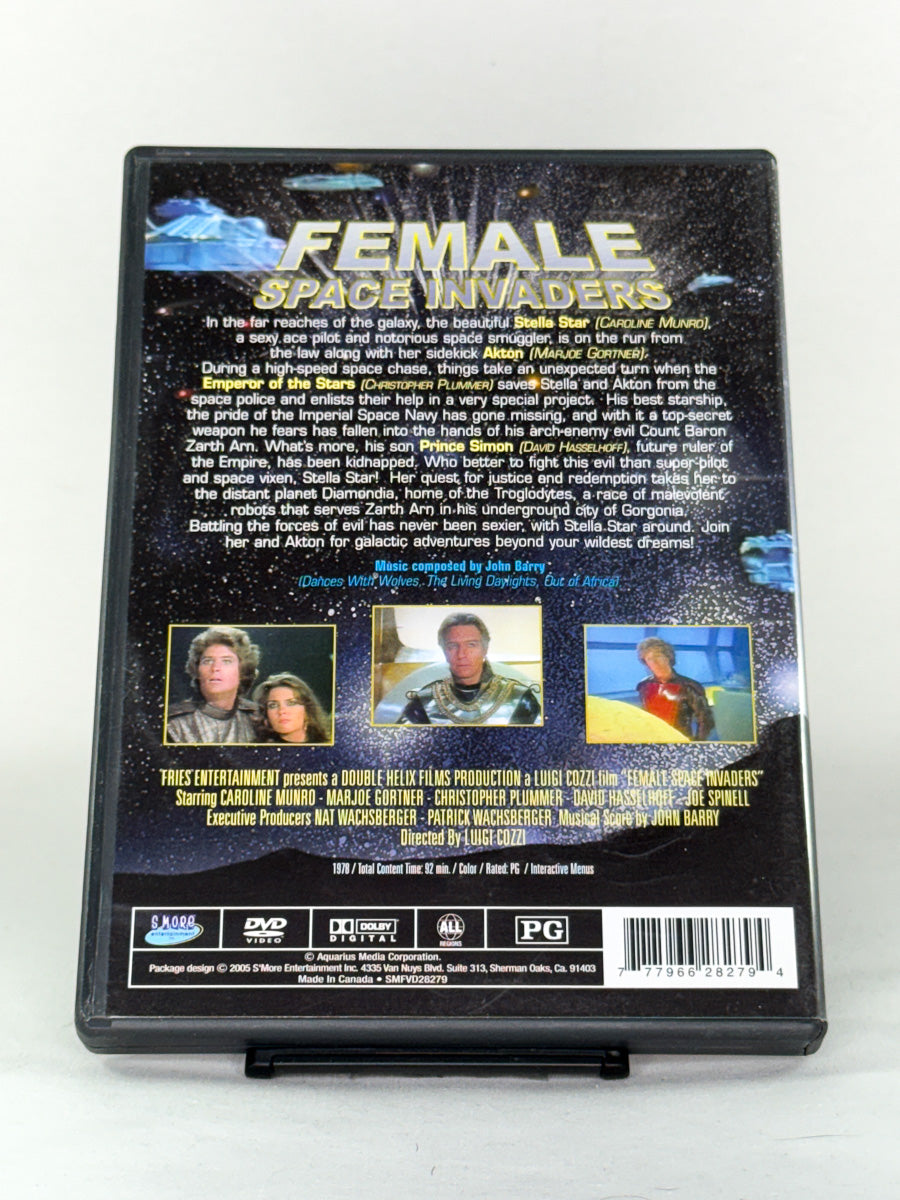 FEMALE
SPACE INVADERS
In the far reaches of the galaxy, the beautiful Stella Star (Caroline Munro),
a sexy ace pilot and notorious space smuggler, is on the run from
the law along with her sidekick Akton (Marjoe Gortner).
During a high-speed space chase, things take an unexpected turn when the
Emperor of the Stars (Christopher Plummer) saves Stella and Akton from the
space police and enlists their help in a very special project. His best starship,
the pride of the Imperial Space Navy has gone missing, and with it a top-secret
weapon he fears has fallen into the hands of his arch-enemy evil Count Baron
Zarth Arn. What's more, his son Prince Simon (David Hasselhoff), future ruler of
the Empire, has been kidnapped. Who better to fight this evil than super-pilot
and space vixen, Stella Star! Her quest for justice and redemption takes her to
the distant planet Diamondia, home of the Troglodytes, a race of malevolent
robots that serves Zarth Arn in his underground city of Gorgonia.
Battling the forces of evil has never been sexier, with Stella Star around. Join
her and Akton for galactic adventures beyond your wildest dreams!
Music composed by John Barry
(Dances With Wolves, The Living Daylights, Out of Africa)
FRIES ENTERTAINMENT presents a DOUBLE HELIX FILMS PRODUCTION a LUIGI COZZI film "FEMALE SPACE INVADERS"
Starring CAROLINE MUNRO - MARJOE GORTNER - CHRISTOPHER PLUMMER - DAVID HASSELHOFF - JOE SPINELL
Executive Producers NAT WACHSBERGER - PATRICK WACHSBERGER Musical Score by JOHN BARRY
Directed By LUIGI COZZI
1978 / Total Content Time: 92 min. / Color / Rated: PG / Interactive Menus
S'MORE entertainment inc. DVD VIDEO DOLBY DIGITAL ALL REGIONS PG
© Aquarius Media Corporation.
Package design © 2005 S'More Entertainment Inc. 4335 Van Nuys Blvd. Suite 313, Sherman Oaks, Ca. 91403
Made In Canada • SMFVD28279
7 77966 28279 4